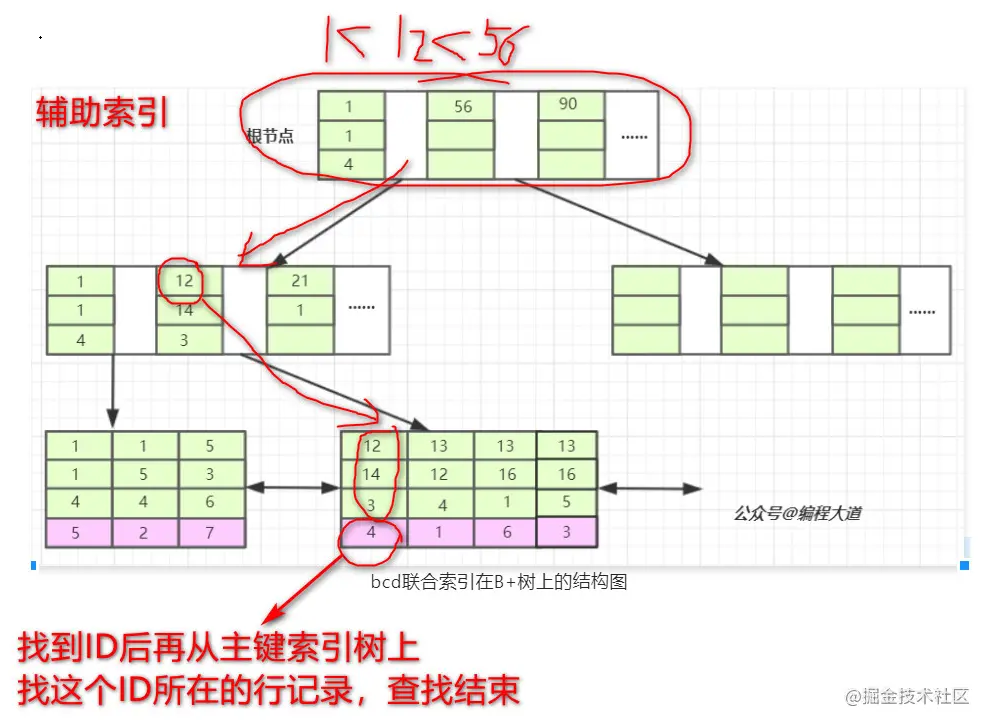 1<12<56
辅助索引
根节点
1 56 90
1 ......
4
1 12 21
1 14 1 ...... ......
4 3
1 1 5 12 13 13 13
1 5 3 14 12 16 16
4 4 6 3 4 1 5
5 2 7 4 1 6 3
公众号@编程大道
bcd联合索引在B+树上的结构图
找到ID后再从主键索引树上
找这个ID所在的行记录，查找结束
@掘金技术社区